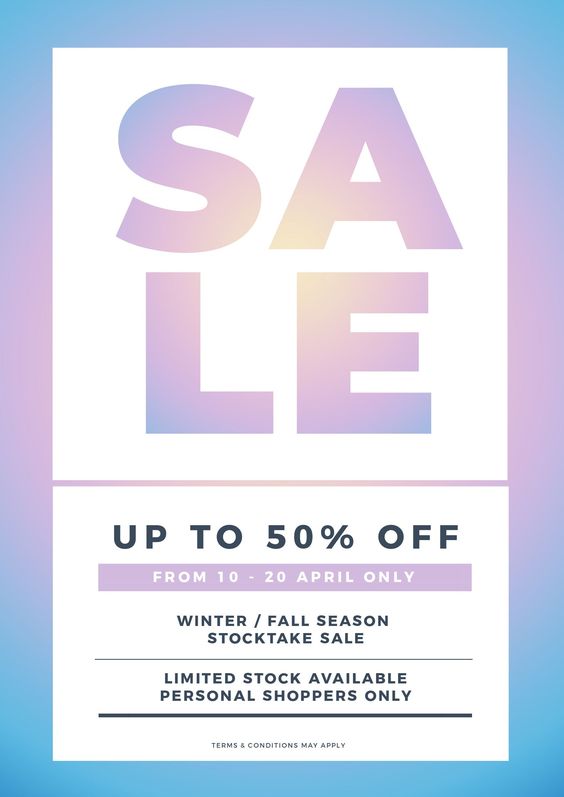 SA
LE
UP TO 50% OFF
FROM 10 - 20 APRIL ONLY
WINTER / FALL SEASON
STOCKTAKE SALE
LIMITED STOCK AVAILABLE
PERSONAL SHOPPERS ONLY
TERMS & CONDITIONS MAY APPLY